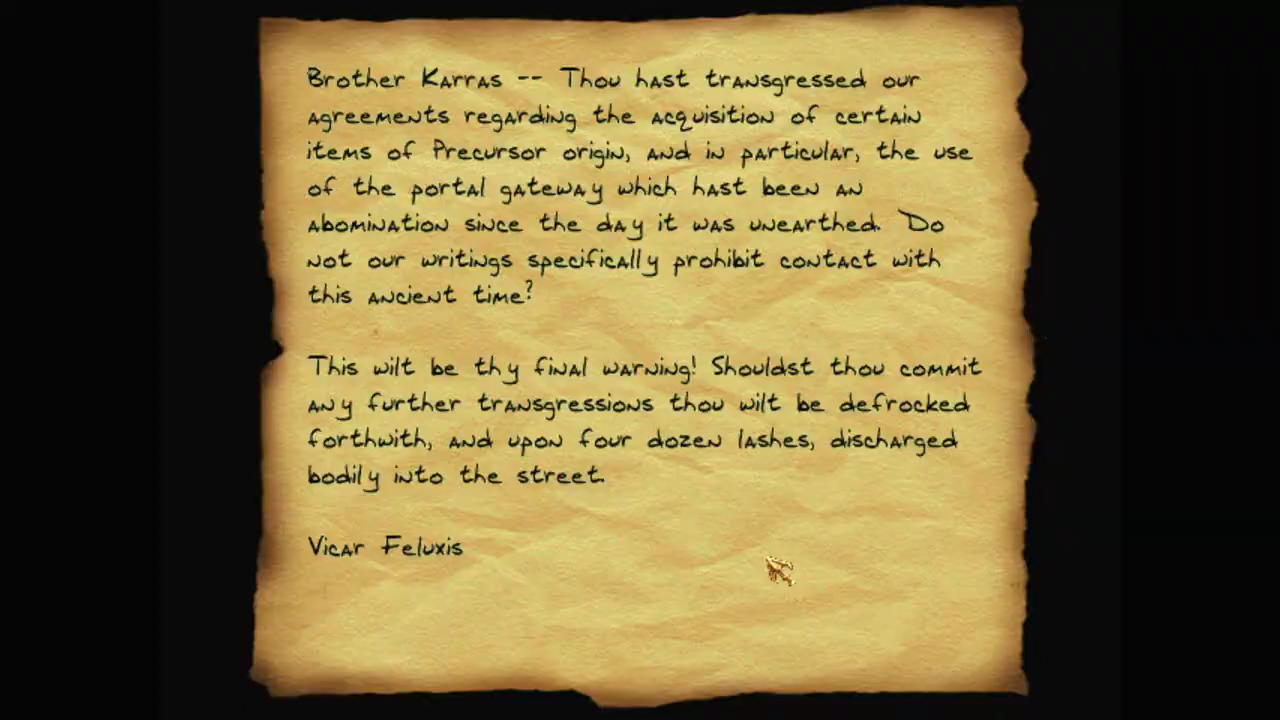 Brother Karras -- Thou hast transgressed our
agreements regarding the acquisition of certain
items of Precursor origin, and in particular, the use
of the portal gateway which hast been an
abomination since the day it was unearthed. Do
not our writings specifically prohibit contact with
this ancient time?
This wilt be thy final warning! Shouldst thou commit
any further transgressions thou wilt be defrocked
forthwith, and upon four dozen lashes, discharged
bodily into the street.
Vicar Feluxis